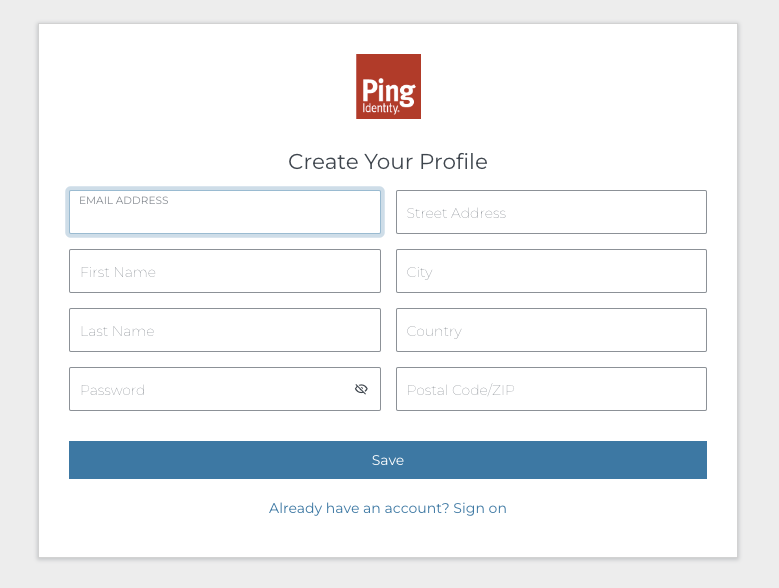 Ping
Identity.
Create Your Profile
EMAIL ADDRESS
Street Address
First Name
City
Last Name
Country
Password
Postal Code/ZIP
Save
Already have an account? Sign on